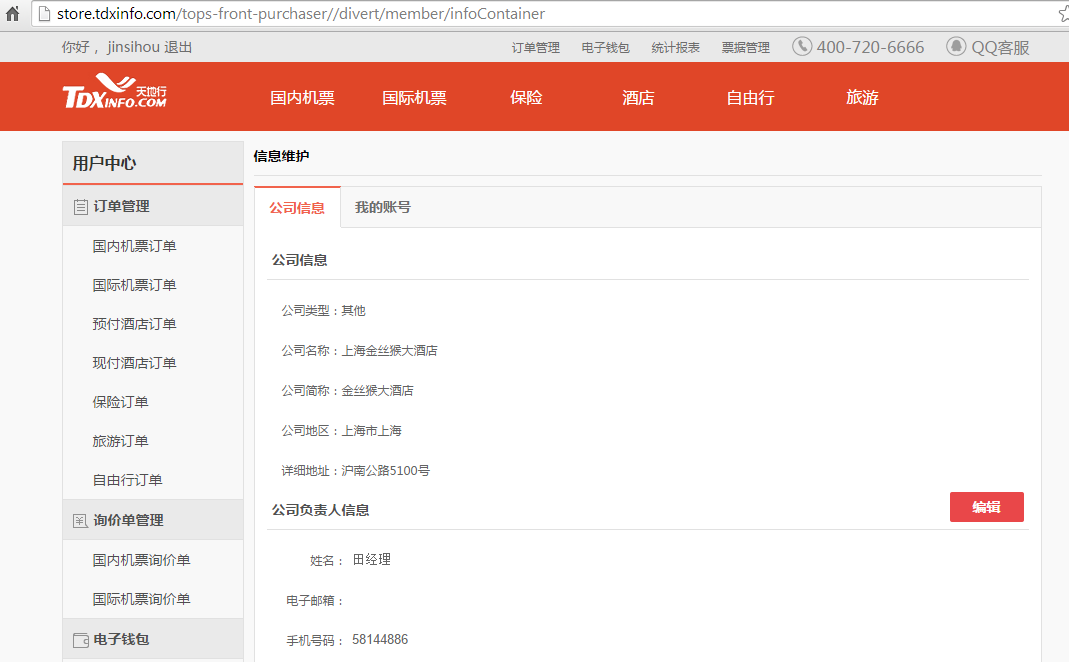 store.tdxinfo.com/tops-front-purchaser//divert/member/infoContainer
你好， jinsihou 退出
订单管理 电子钱包 统计报表 票据管理 400-720-6666 QQ客服
TDXINFO.COM 天地行
国内机票 国际机票 保险 酒店 自由行 旅游
用户中心
订单管理
国内机票订单
国际机票订单
预付酒店订单
现付酒店订单
保险订单
旅游订单
自由行订单
询价单管理
国内机票询价单
国际机票询价单
电子钱包
信息维护
公司信息 我的账号
公司信息
公司类型：其他
公司名称：上海金丝猴大酒店
公司简称：金丝猴大酒店
公司地区：上海市上海
详细地址：沪南公路5100号
公司负责人信息
编辑
姓名： 田经理
电子邮箱：
手机号码： 58144886